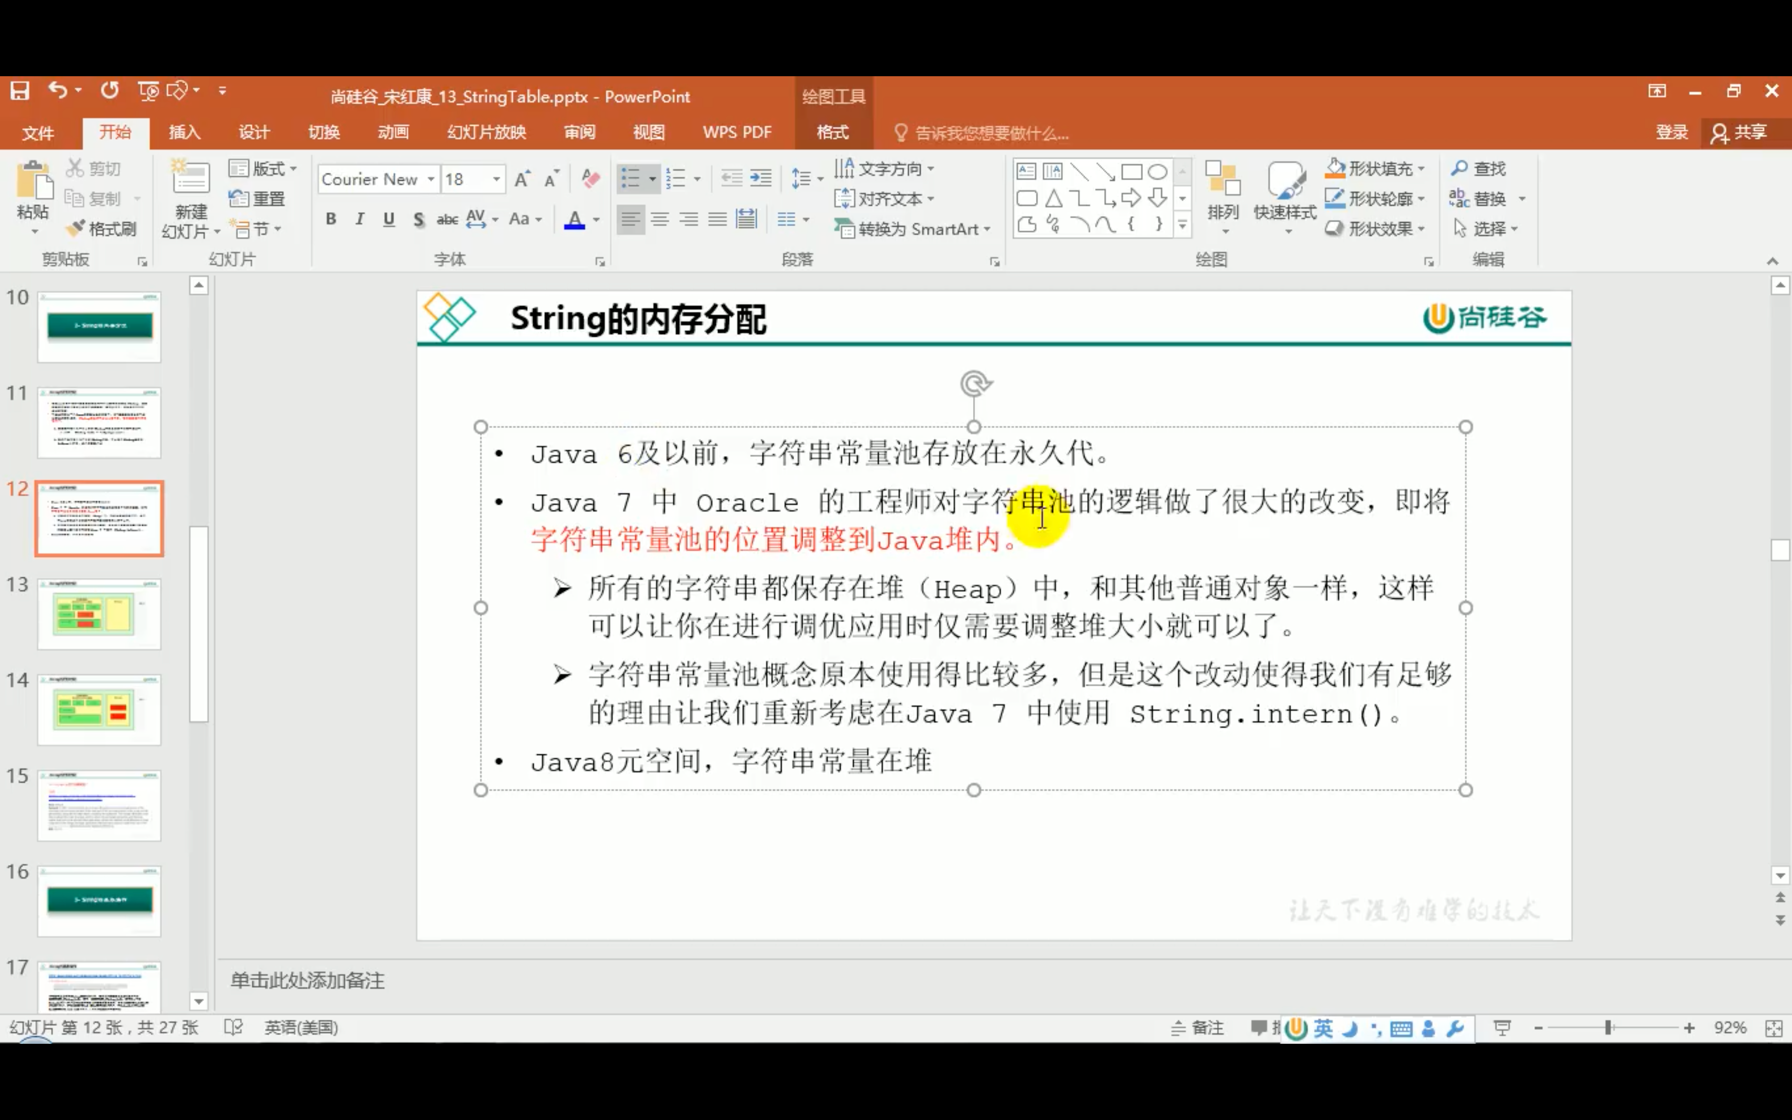 尚硅谷_宋红康_13_StringTable.pptx - PowerPoint
绘图工具
文件 开始 插入 设计 切换 动画 幻灯片放映 审阅 视图 WPS PDF 格式 告诉我您想要做什么... 登录 共享
粘贴
剪切
复制
格式刷
剪贴板
新建
幻灯片
版式
重置
节
幻灯片
Courier New 18
B I U S abc AV Aa A
字体
文字方向
对齐文本
转换为 SmartArt
段落
排列
快速样式
形状填充
形状轮廓
形状效果
绘图
查找
替换
选择
编辑
10
11
12
13
14
15
16
17
String的内存分配
尚硅谷
• Java 6及以前，字符串常量池存放在永久代。
• Java 7 中 Oracle 的工程师对字符串池的逻辑做了很大的改变，即将
字符串常量池的位置调整到Java堆内。
➢ 所有的字符串都保存在堆（Heap）中，和其他普通对象一样，这样
可以让你在进行调优应用时仅需要调整堆大小就可以了。
➢ 字符串常量池概念原本使用得比较多，但是这个改动使得我们有足够
的理由让我们重新考虑在Java 7 中使用 String.intern()。
• Java8元空间，字符串常量在堆
让天下没有难学的技术
单击此处添加备注
幻灯片 第 12 张，共 27 张 英语(美国) 备注 英 92%